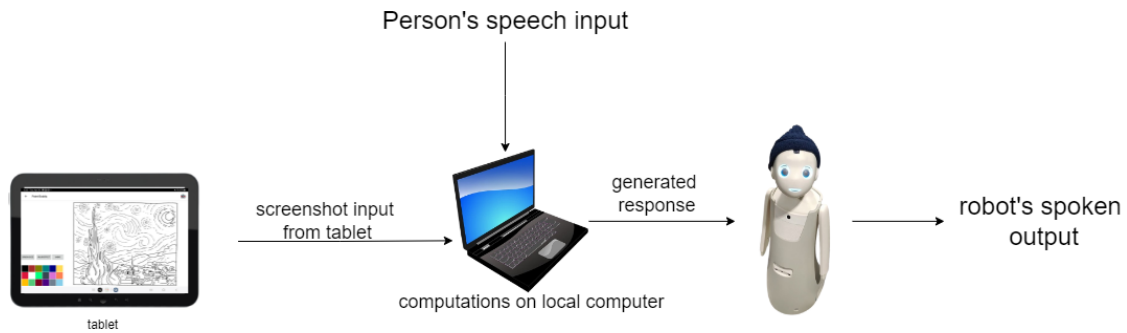 Person's speech input
screenshot input
from tablet
generated
response
robot's spoken
output
computations on local computer
tablet